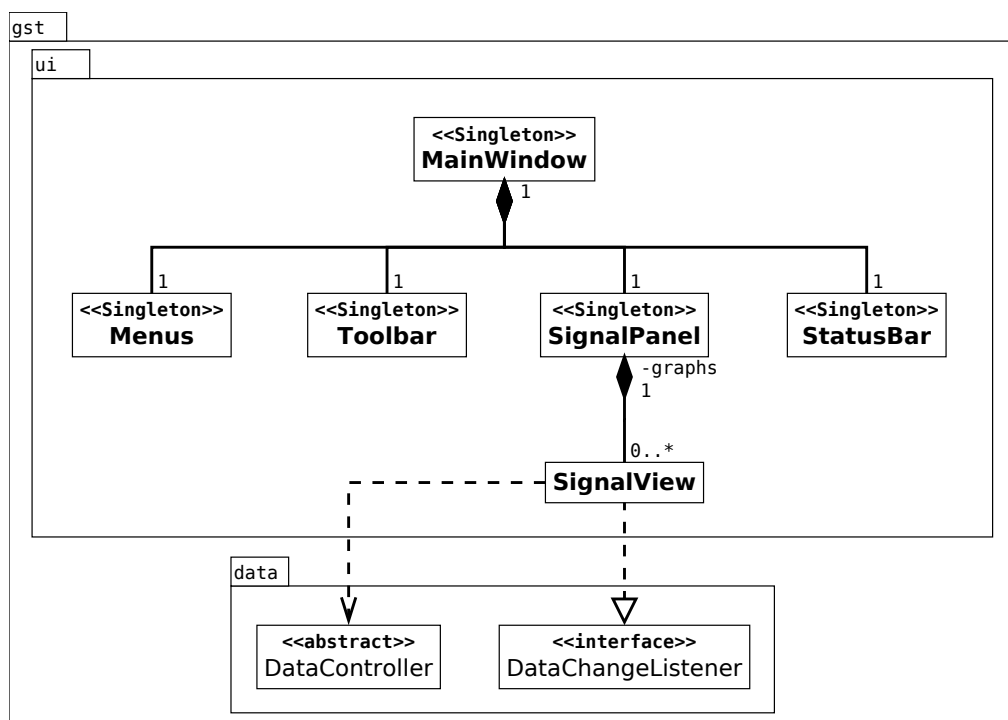 gst
ui
<<Singleton>>
MainWindow
1
1
1
1
1
<<Singleton>>
Menus
<<Singleton>>
Toolbar
<<Singleton>>
SignalPanel
<<Singleton>>
StatusBar
-graphs
1
0..*
SignalView
data
<<abstract>>
DataController
<<interface>>
DataChangeListener